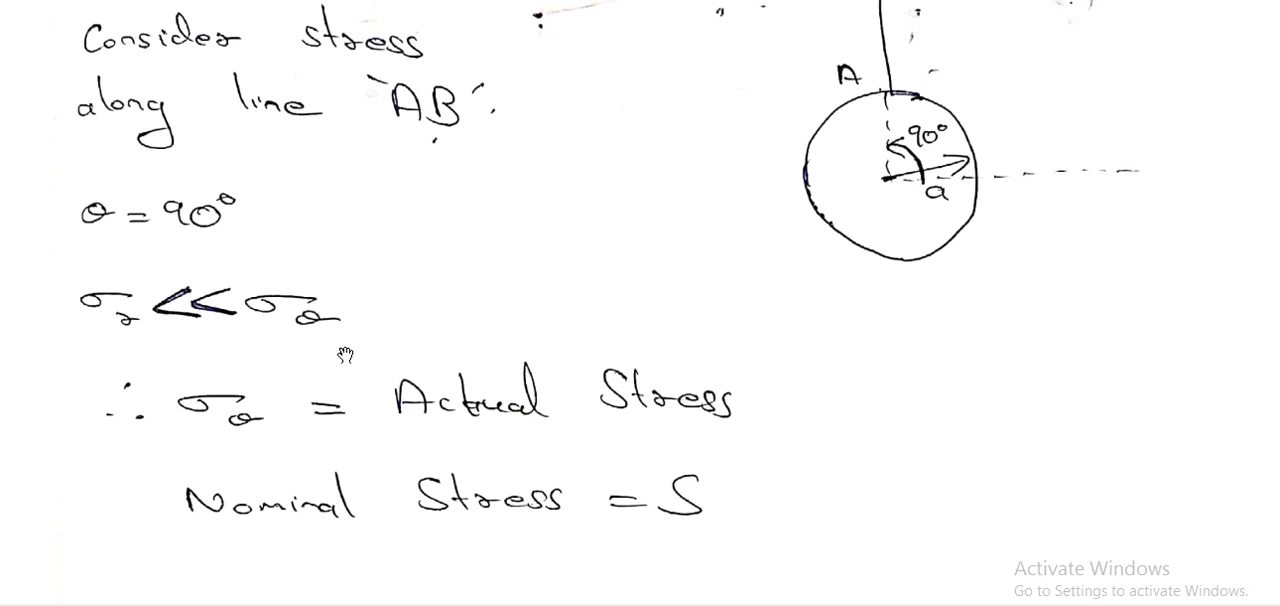 Consider stress
along line "AB".
A
90°
a
θ = 90°
σr << σθ
∴ σθ = Actual Stress
Nominal Stress = S
Activate Windows
Go to Settings to activate Windows.